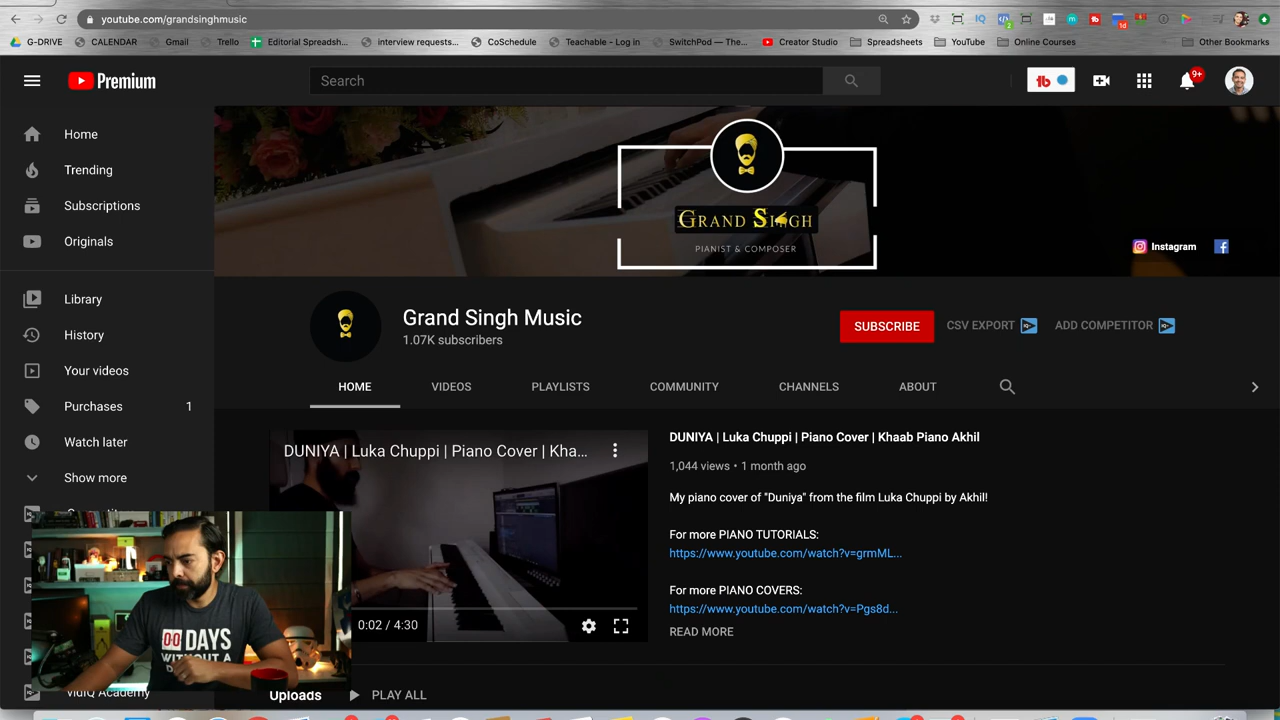 youtube.com/grandsinghmusic
G-DRIVE
CALENDAR
Gmail
Trello
Editorial Spreadsh...
interview requests...
CoSchedule
Teachable - Log in
SwitchPod — The...
Creator Studio
Spreadsheets
YouTube
Online Courses
Other Bookmarks
Premium
Search
tb
9+
GRAND SINGH
PIANIST & COMPOSER
Instagram
Home
Trending
Subscriptions
Originals
Library
History
Your videos
Purchases 1
Watch later
Show more
Grand Singh Music
1.07K subscribers
SUBSCRIBE
CSV EXPORT
ADD COMPETITOR
HOME
VIDEOS
PLAYLISTS
COMMUNITY
CHANNELS
ABOUT
DUNIYA | Luka Chuppi | Piano Cover | Kha...
0:02 / 4:30
DUNIYA | Luka Chuppi | Piano Cover | Khaab Piano Akhil
1,044 views • 1 month ago
My piano cover of "Duniya" from the film Luka Chuppi by Akhil!
For more PIANO TUTORIALS:
https://www.youtube.com/watch?v=grmML...
For more PIANO COVERS:
https://www.youtube.com/watch?v=Pgs8d...
READ MORE
00 DAYS
WITHOUT A
vidIQ Academy
Uploads
PLAY ALL